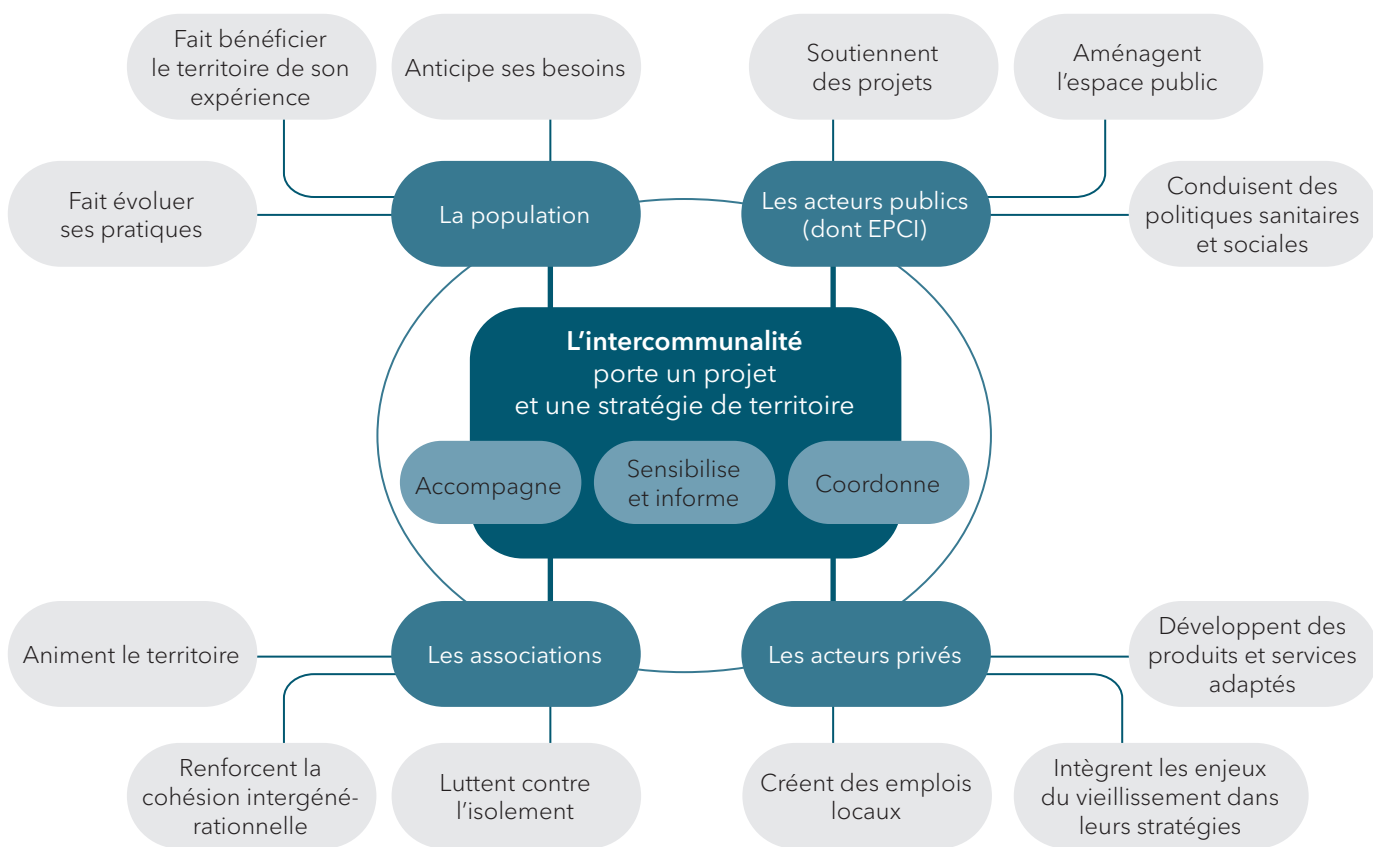 Fait bénéficier
le territoire de son
expérience
Anticipe ses besoins
Soutiennent
des projets
Aménagent
l'espace public
Fait évoluer
ses pratiques
La population
Les acteurs publics
(dont EPCI)
Conduisent des
politiques sanitaires
et sociales
L'intercommunalité
porte un projet
et une stratégie de territoire
Accompagne
Sensibilise
et informe
Coordonne
Animent le territoire
Les associations
Les acteurs privés
Développent des
produits et services
adaptés
Renforcent la
cohésion intergéné-
rationnelle
Luttent contre
l'isolement
Créent des emplois
locaux
Intègrent les enjeux
du vieillissement dans
leurs stratégies